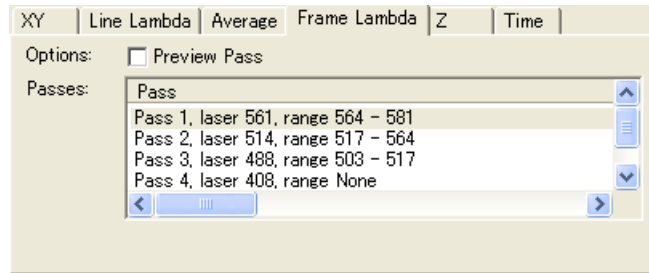 XY Line Lambda Average Frame Lambda Z Time
Options: Preview Pass
Passes: Pass
Pass 1, laser 561, range 564 - 581
Pass 2, laser 514, range 517 - 564
Pass 3, laser 488, range 503 - 517
Pass 4, laser 408, range None